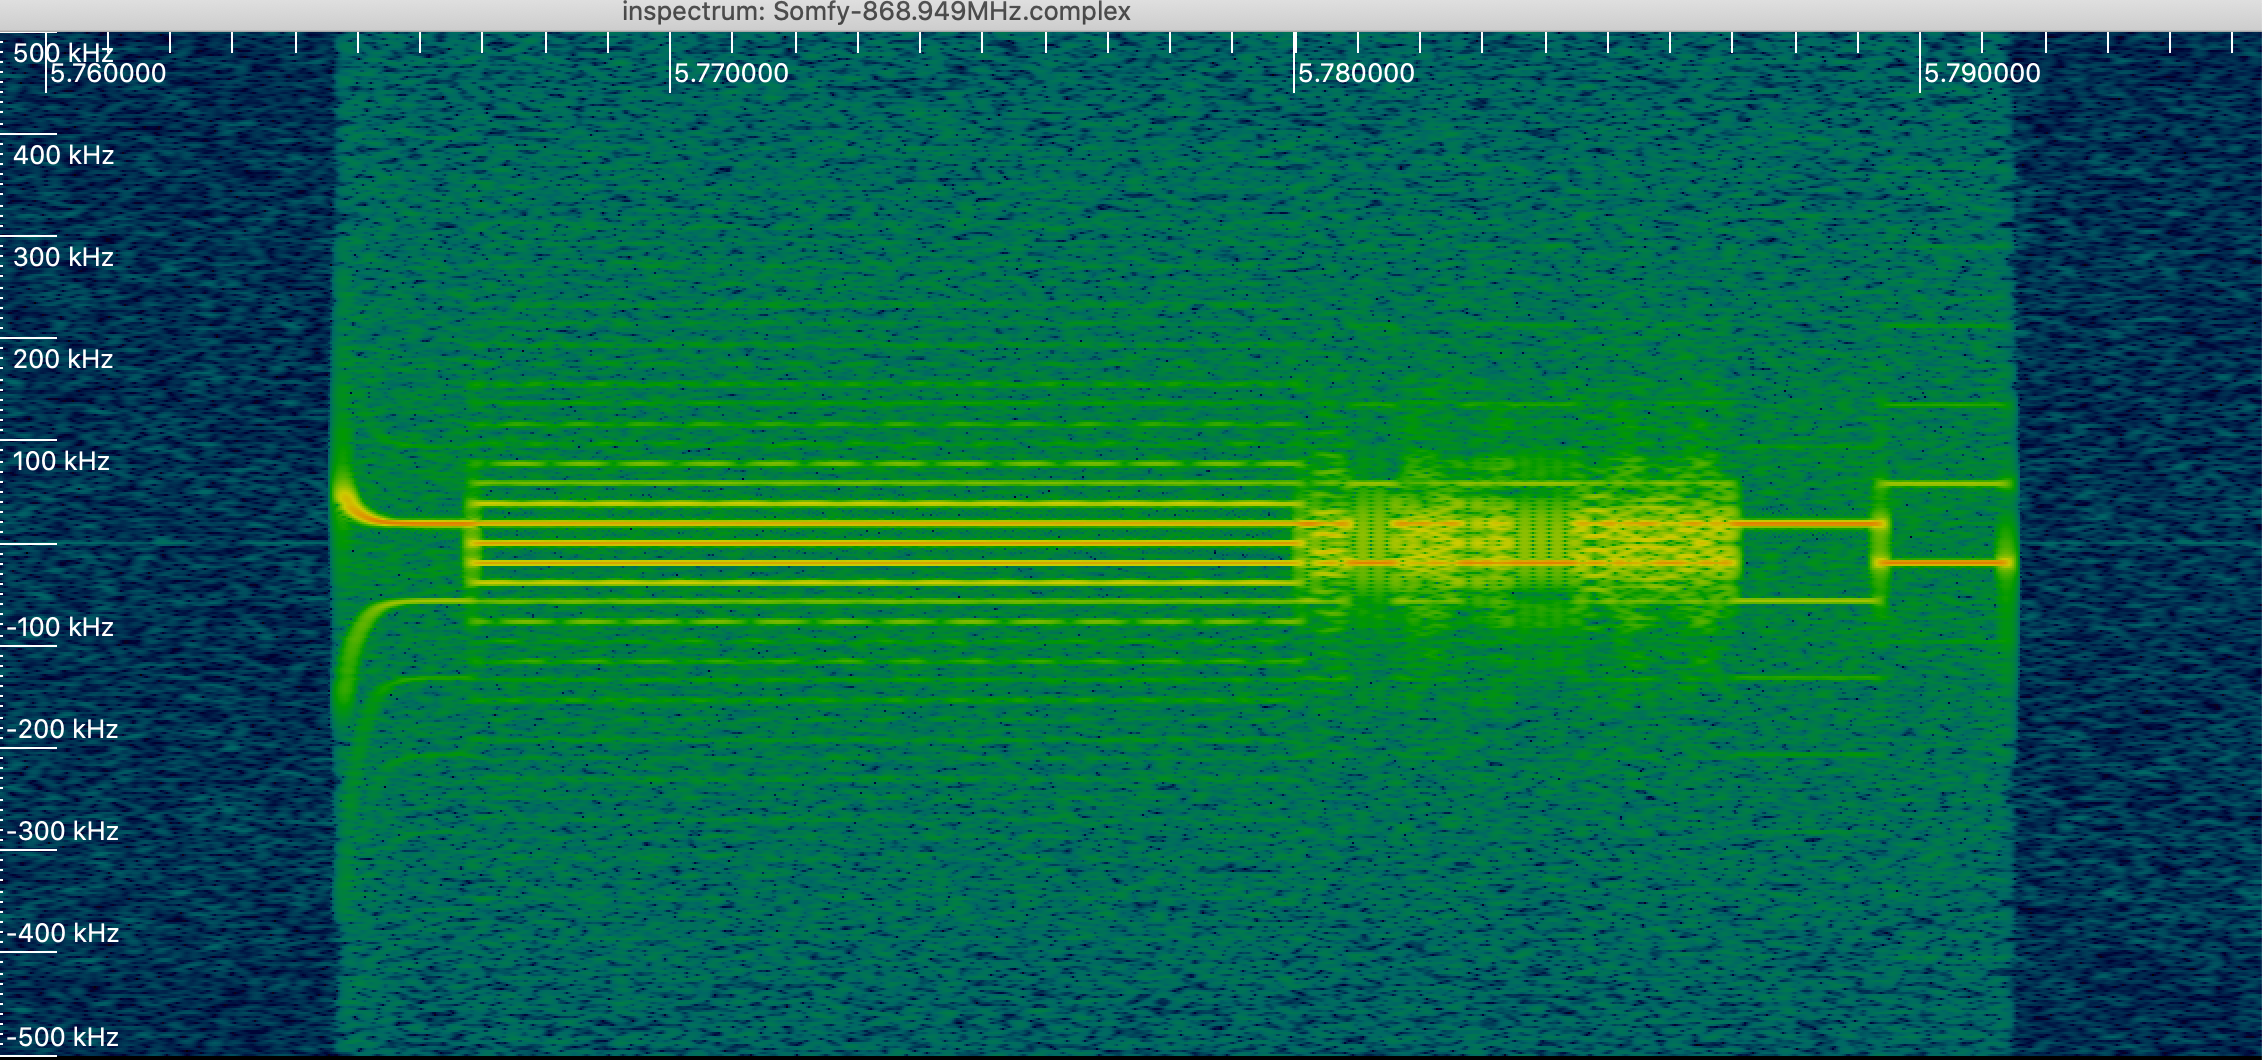 inspectrum: Somfy-868.949MHz.complex
500 kHz
5.760000
5.770000
5.780000
5.790000
400 kHz
300 kHz
200 kHz
100 kHz
-100 kHz
-200 kHz
-300 kHz
-400 kHz
-500 kHz